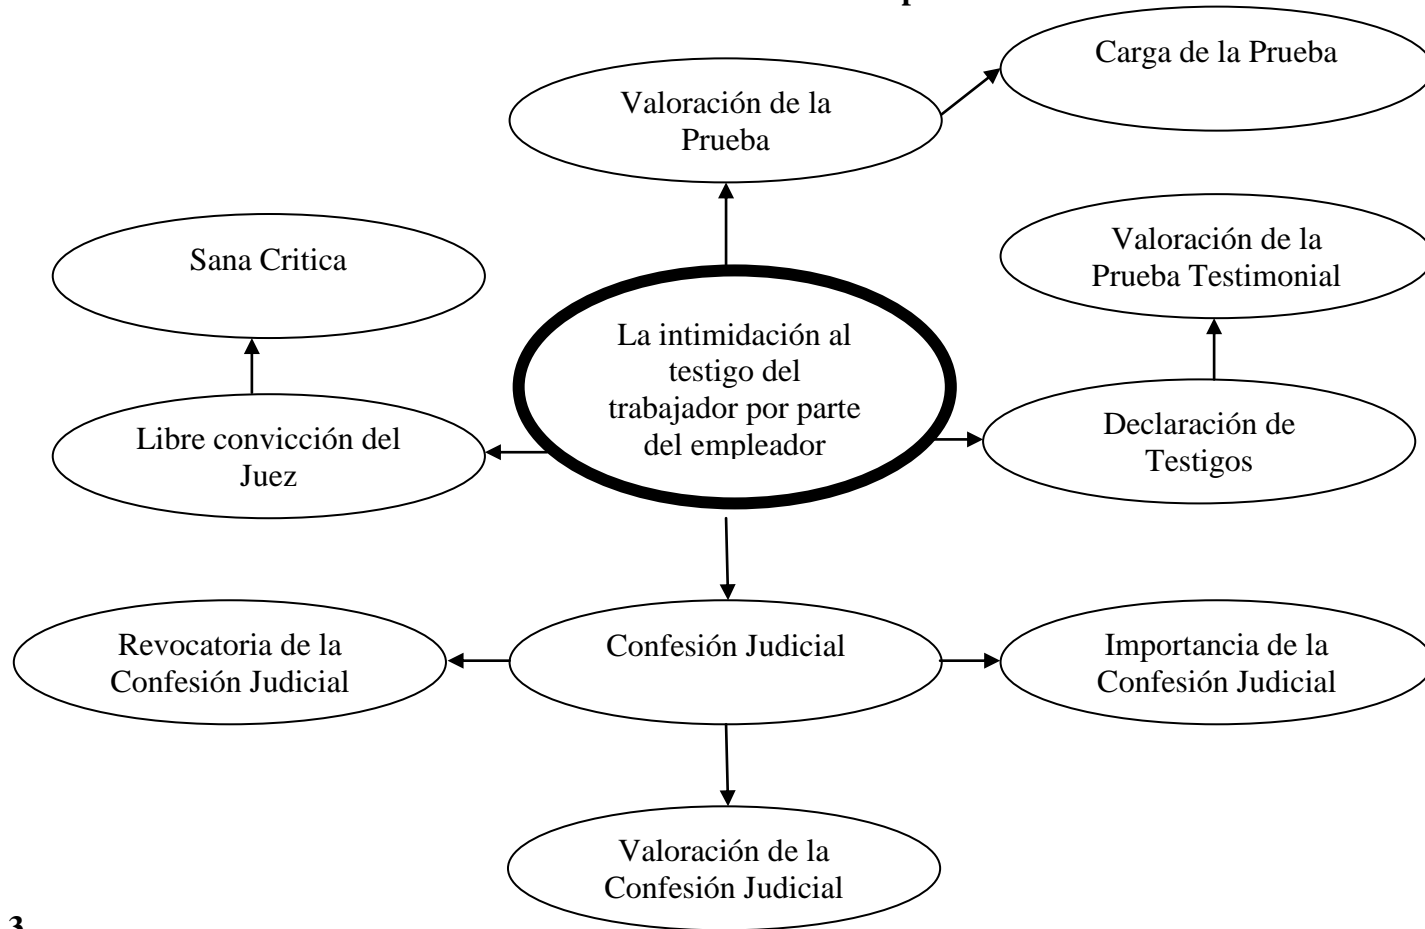 Carga de la Prueba
Valoración de la
Prueba
Sana Critica
Valoración de la
Prueba Testimonial
La intimidación al
testigo del
trabajador por parte
del empleador
Libre convicción del
Juez
Declaración de
Testigos
Revocatoria de la
Confesión Judicial
Confesión Judicial
Importancia de la
Confesión Judicial
Valoración de la
Confesión Judicial
3